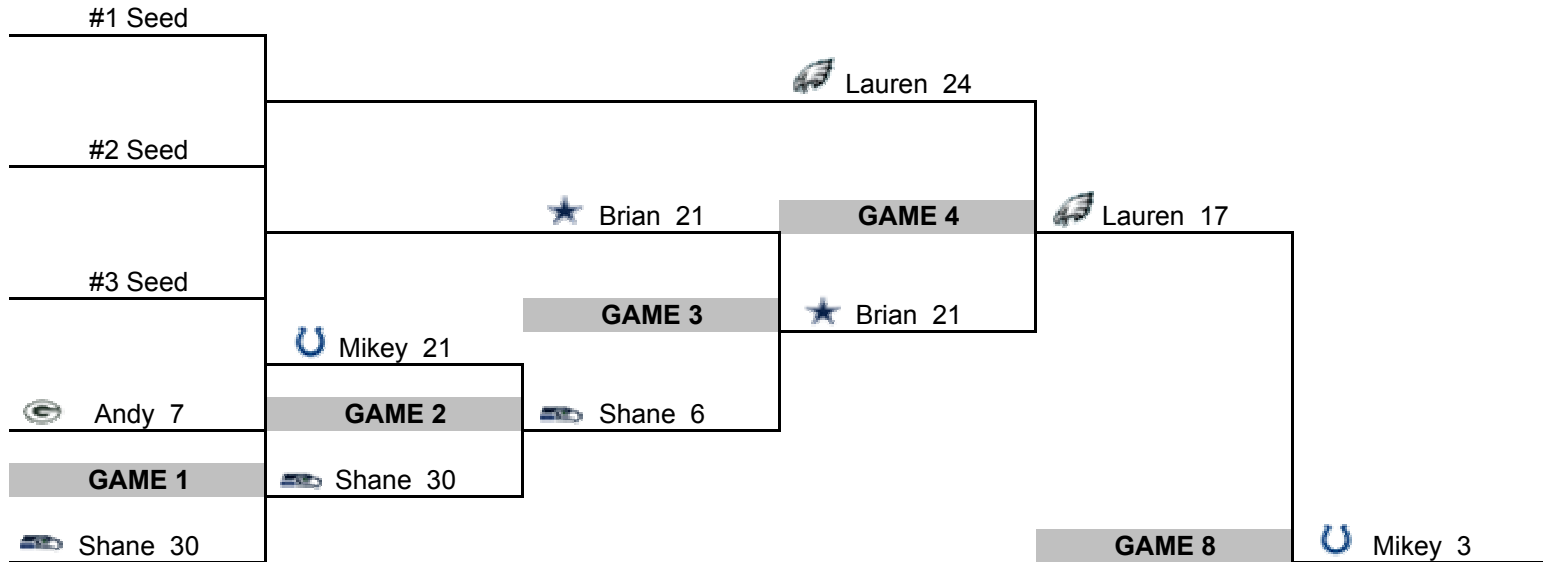 #1 Seed
Lauren 24
#2 Seed
Brian 21
GAME 4
Lauren 17
#3 Seed
GAME 3
Brian 21
Mikey 21
Andy 7
GAME 2
Shane 6
GAME 1
Shane 30
Shane 30
GAME 8
Mikey 3